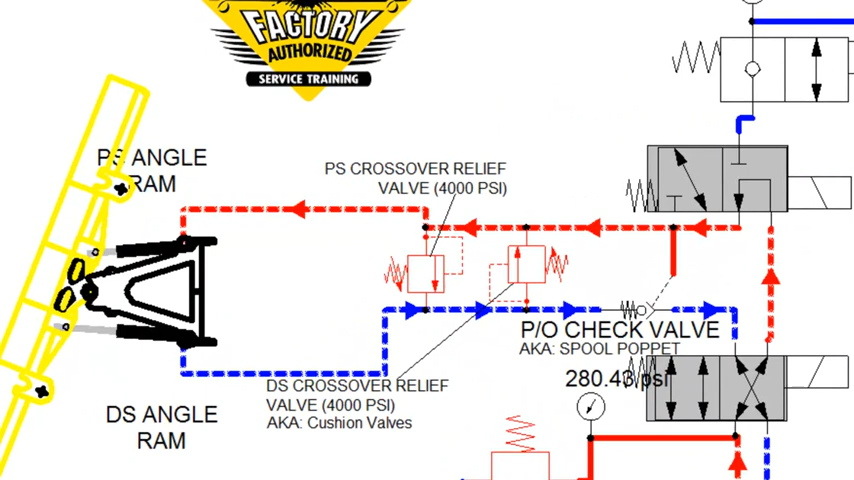 FACTORY
AUTHORIZED
SERVICE TRAINING
PS ANGLE
RAM
PS CROSSOVER RELIEF
VALVE (4000 PSI)
P/O CHECK VALVE
AKA: SPOOL POPPET
280.43 psi
DS CROSSOVER RELIEF
VALVE (4000 PSI)
AKA: Cushion Valves
DS ANGLE
RAM